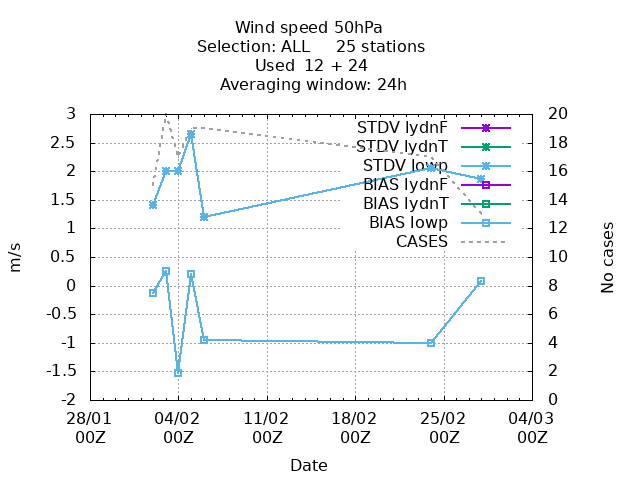 Wind speed 50hPa
Selection: ALL 25 stations
Used 12 + 24
Averaging window: 24h
3 20
2.5 18
2 16
1.5 14
1 12
0.5 10
0 8
-0.5 6
-1 4
-1.5 2
-2 0
STDV lydnF
STDV lydnT
STDV lowp
BIAS lydnF
BIAS lydnT
BIAS lowp
CASES
m/s
No cases
28/01 04/02 11/02 18/02 25/02 04/03
00Z 00Z 00Z 00Z 00Z 00Z
Date